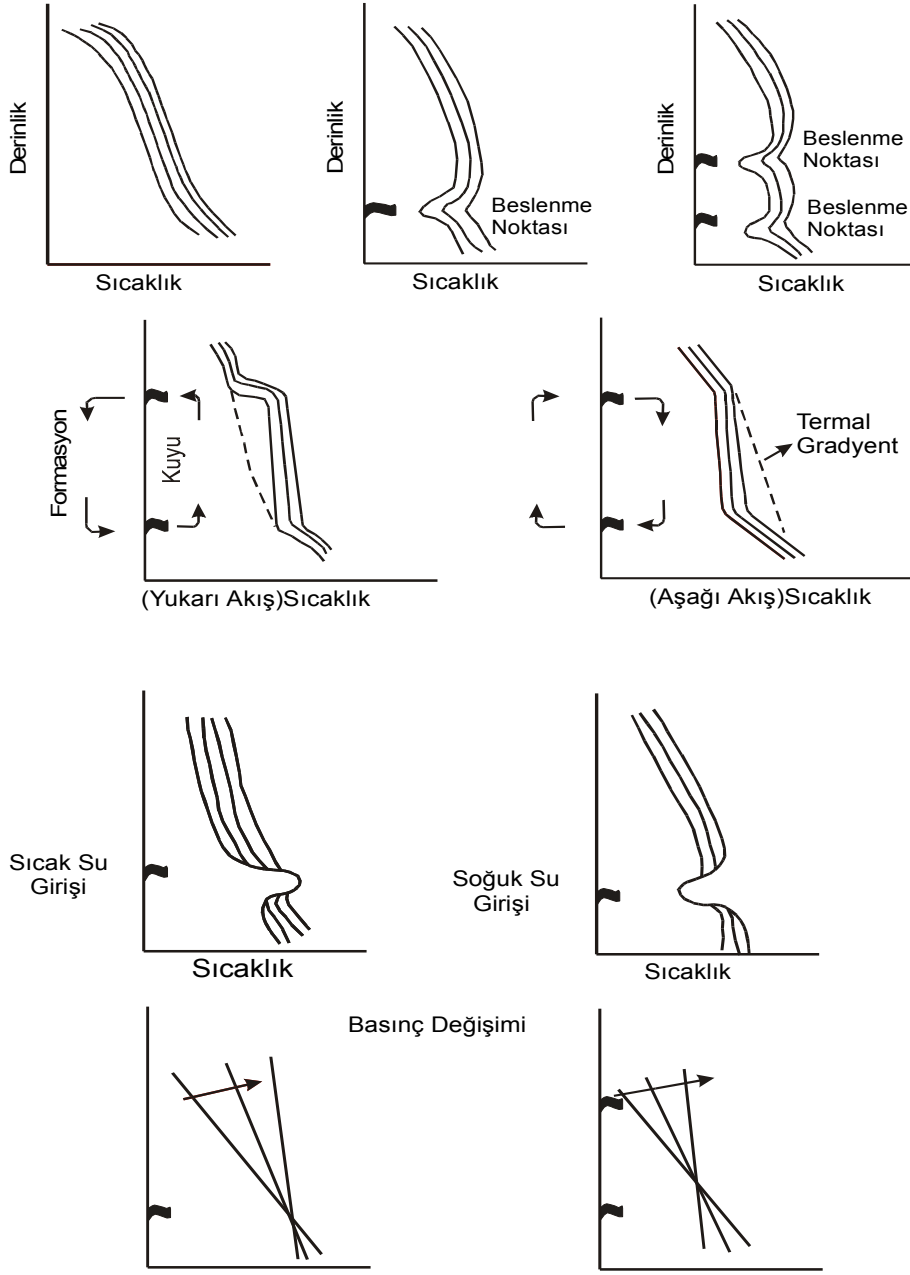 Derinlik
Sıcaklık
Derinlik
Beslenme
Noktası
Sıcaklık
Derinlik
Beslenme
Noktası
Beslenme
Noktası
Sıcaklık
Formasyon
Kuyu
(Yukarı Akış)Sıcaklık
Termal
Gradyent
(Aşağı Akış)Sıcaklık
Sıcak Su
Girişi
Sıcaklık
Soğuk Su
Girişi
Sıcaklık
Basınç Değişimi